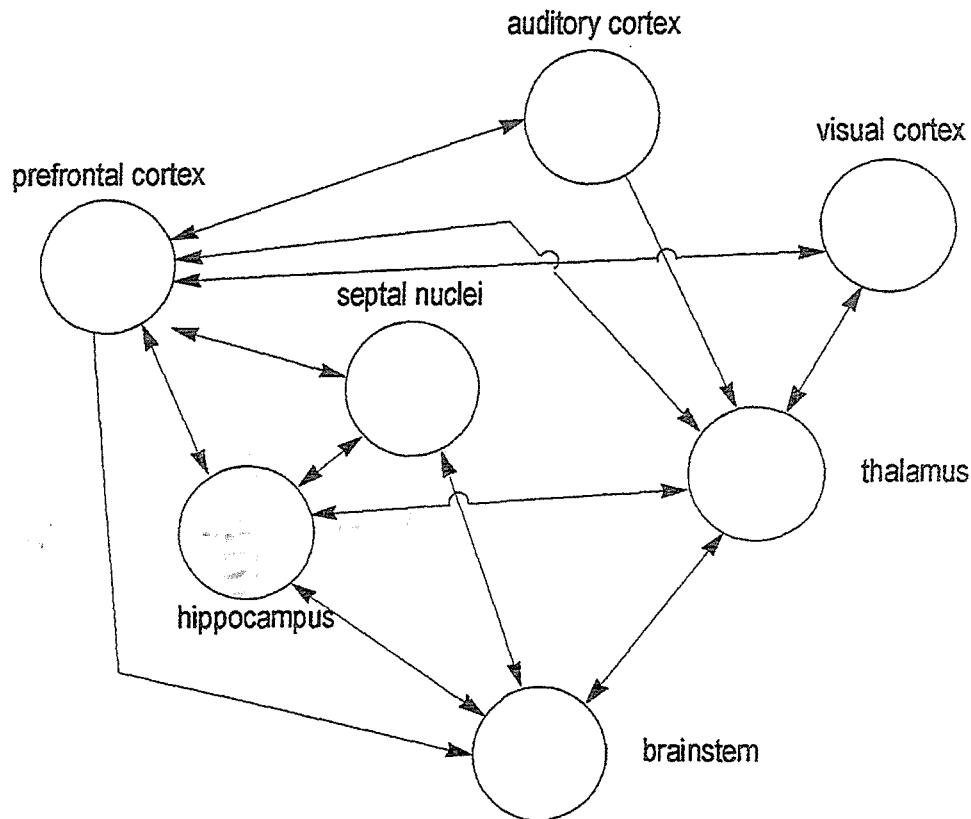 auditory cortex
visual cortex
prefrontal cortex
septal nuclei
thalamus
hippocampus
brainstem